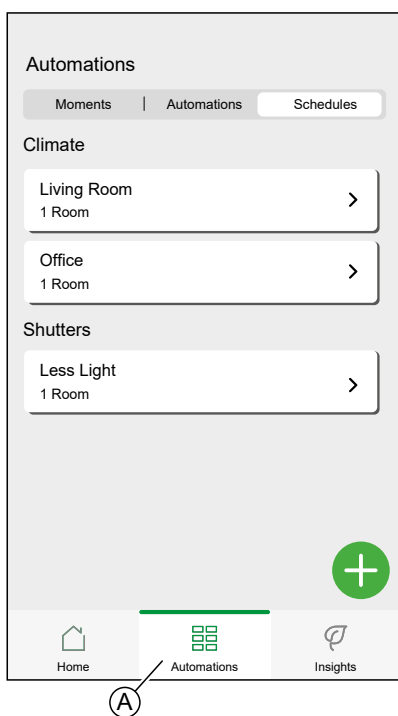 Automations
Moments | Automations Schedules
Climate
Living Room
1 Room
Office
1 Room
Shutters
Less Light
1 Room
Home Automations Insights
A